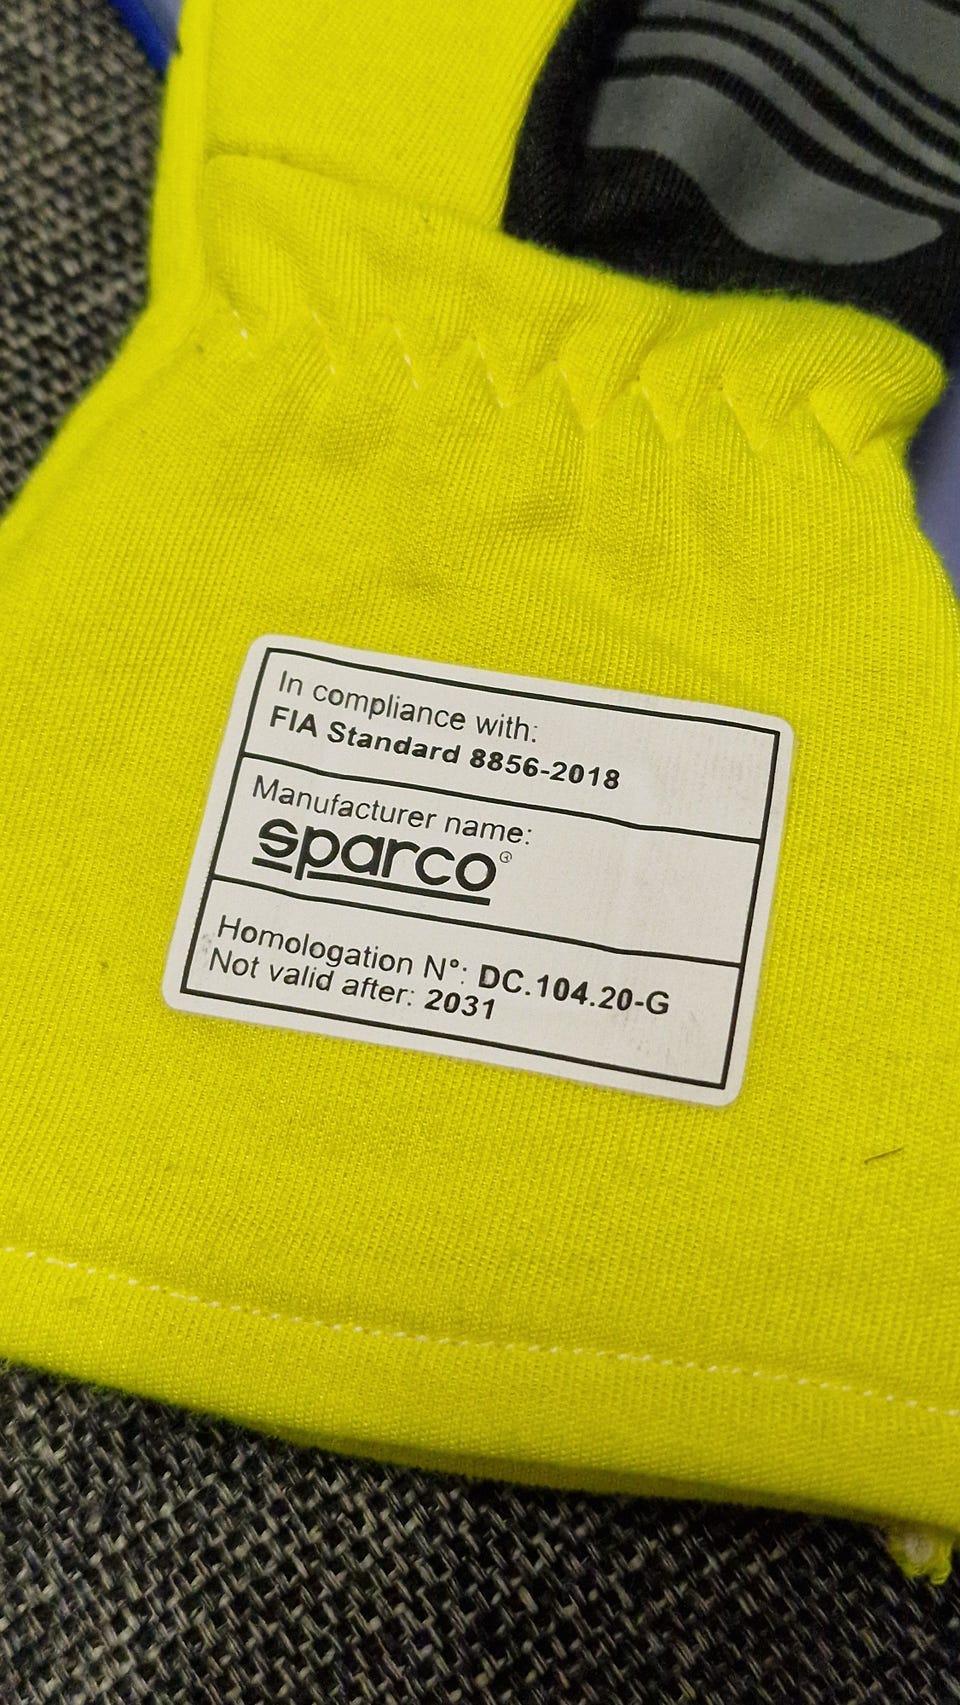 In compliance with:
FIA Standard 8856-2018
Manufacturer name:
sparco®
Homologation N°: DC.104.20-G
Not valid after: 2031